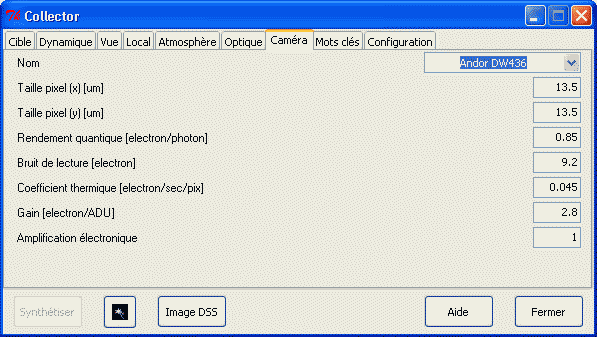 Collector
Cible Dynamique Vue Local Atmosphère Optique Caméra Mots clés Configuration
Nom Andor DW436
Taille pixel (x) [um] 13.5
Taille pixel (y) [um] 13.5
Rendement quantique [electron/photon] 0.85
Bruit de lecture [electron] 9.2
Coefficient thermique [electron/sec/pix] 0.045
Gain [electron/ADU] 2.8
Amplification électronique 1
Synthétiser Image DSS Aide Fermer